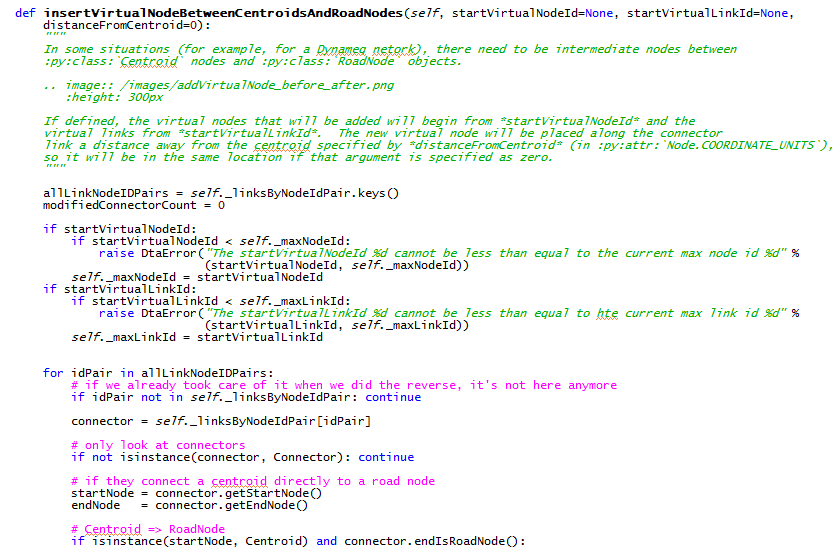 def insertVirtualNodeBetweenCentroidsAndRoadNodes(self, startVirtualNodeId=None, startVirtualLinkId=None,
distanceFromCentroid=0):
"""
In some situations (for example, for a Dynameq netork), there need to be intermediate nodes between
:py:class:`Centroid` nodes and :py:class:`RoadNode` objects.
.. image:: /images/addVirtualNode_before_after.png
:height: 300px
If defined, the virtual nodes that will be added will begin from *startVirtualNodeId* and the
virtual links from *startVirtualLinkId*.  The new virtual node will be placed along the connector
link a distance away from the centroid specified by *distanceFromCentroid* (in :py:attr:`Node.COORDINATE_UNITS`),
so it will be in the same location if that argument is specified as zero.
"""
allLinkNodeIDPairs = self._linksByNodeIdPair.keys()
modifiedConnectorCount = 0
if startVirtualNodeId:
if startVirtualNodeId < self._maxNodeId:
raise DtaError("The startVirtualNodeId %d cannot be less than equal to the current max node id %d" %
(startVirtualNodeId, self._maxNodeId))
self._maxNodeId = startVirtualNodeId
if startVirtualLinkId:
if startVirtualLinkId < self._maxLinkId:
raise DtaError("The startVirtualLinkId %d cannot be less than equal to hte current max link id %d" %
(startVirtualLinkId, self._maxLinkId))
self._maxLinkId = startVirtualLinkId
for idPair in allLinkNodeIDPairs:
# if we already took care of it when we did the reverse, it's not here anymore
if idPair not in self._linksByNodeIdPair: continue
connector = self._linksByNodeIdPair[idPair]
# only look at connectors
if not isinstance(connector, Connector): continue
# if they connect a centroid directly to a road node
startNode = connector.getStartNode()
endNode   = connector.getEndNode()
# Centroid => RoadNode
if isinstance(startNode, Centroid) and connector.endIsRoadNode():